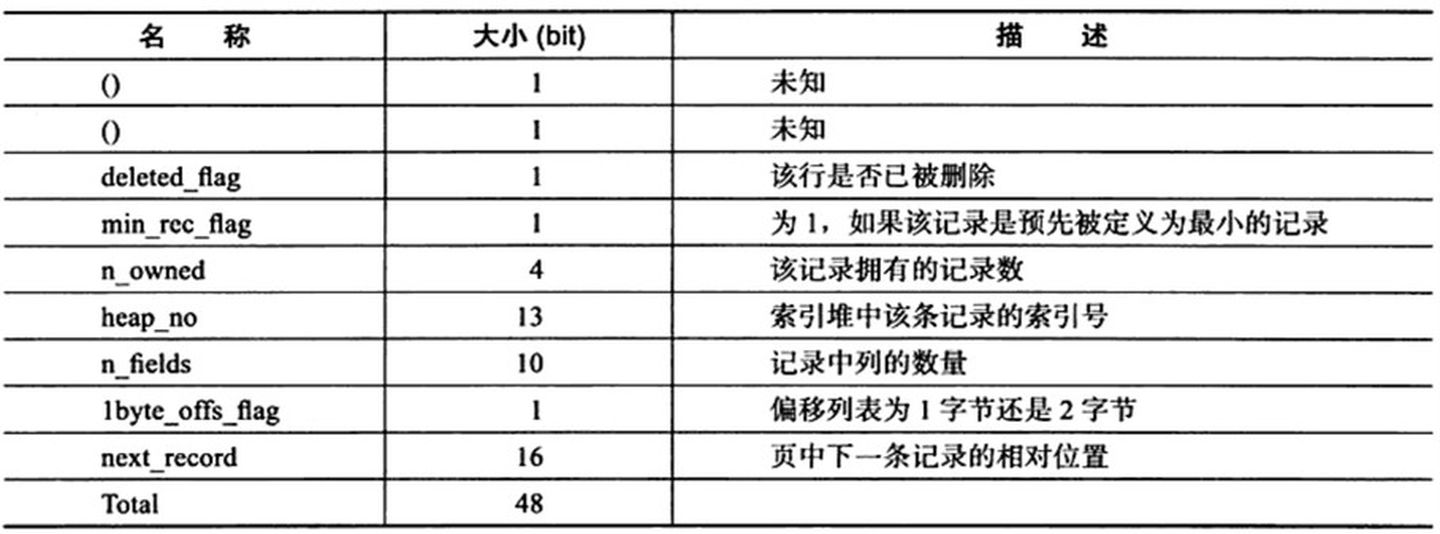 名 称 大小 (bit) 描 述
() 1 未知
() 1 未知
deleted_flag 1 该行是否已被删除
min_rec_flag 1 为 1，如果该记录是预先被定义为最小的记录
n_owned 4 该记录拥有的记录数
heap_no 13 索引堆中该条记录的索引号
n_fields 10 记录中列的数量
1byte_offs_flag 1 偏移列表为 1 字节还是 2 字节
next_record 16 页中下一条记录的相对位置
Total 48